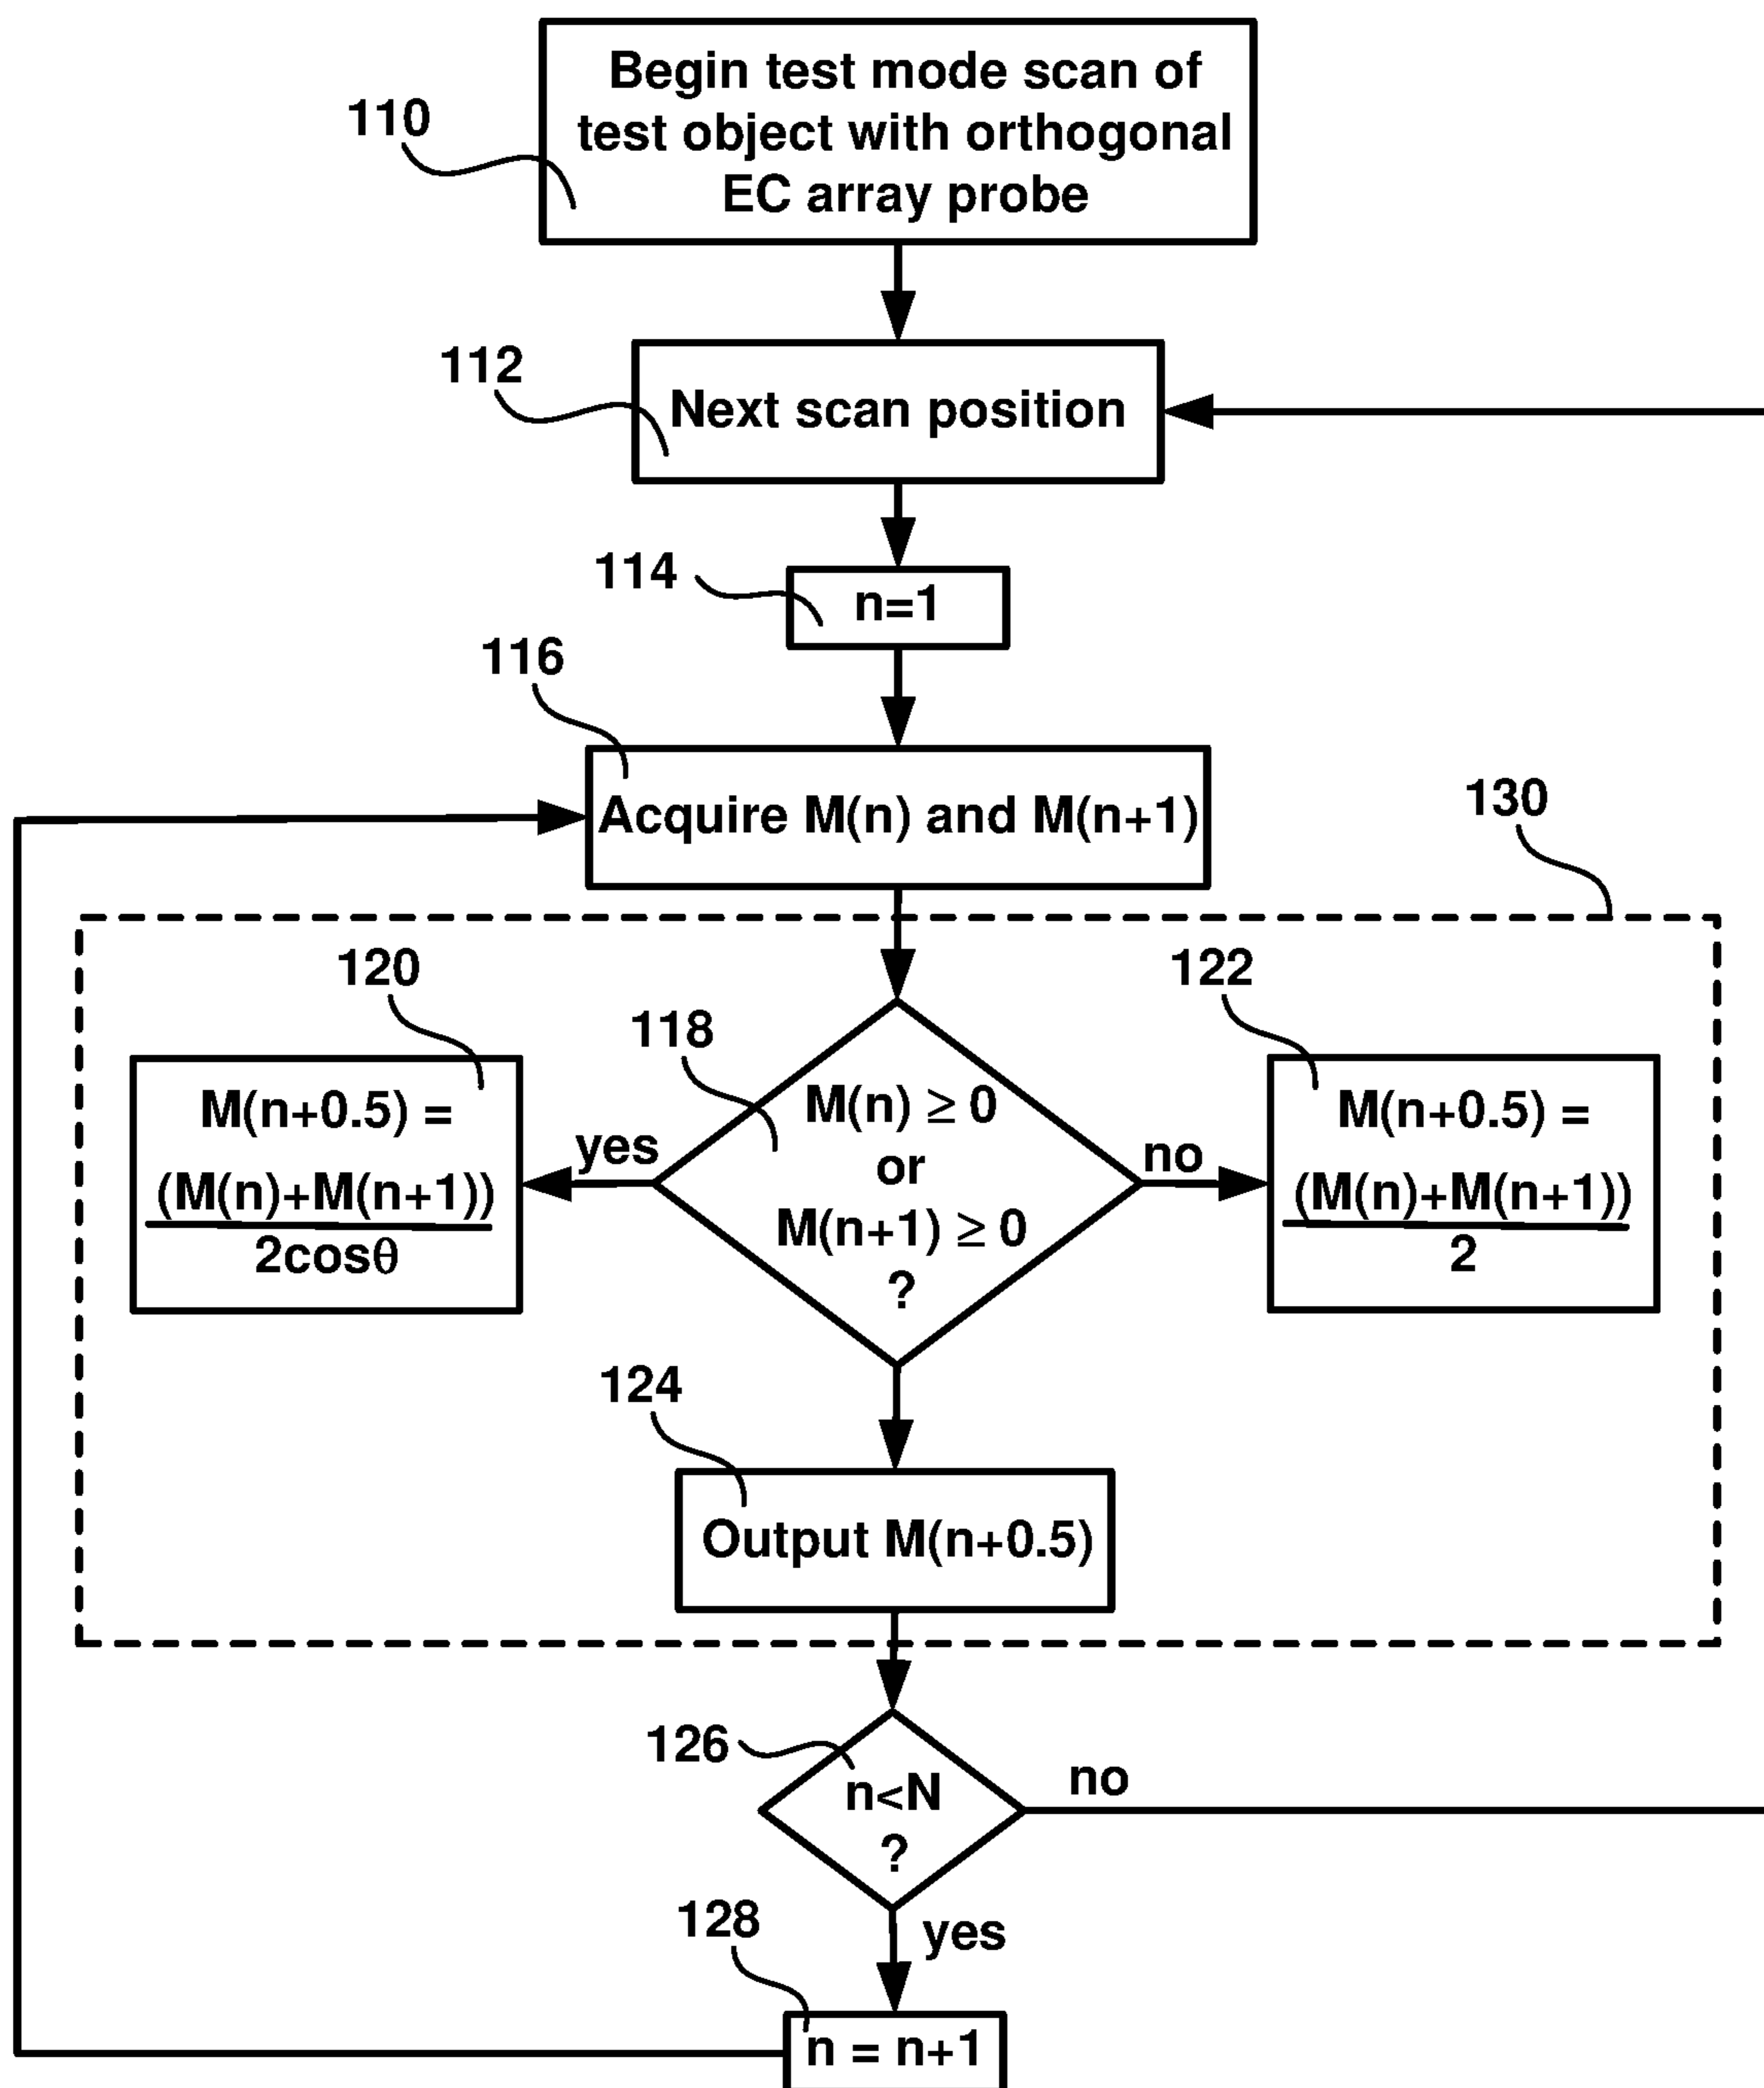 Begin test mode scan of
test object with orthogonal
EC array probe
110
112
Next scan position
114
n=1
116
Acquire M(n) and M(n+1)
130
120
122
118
M(n+0.5) =
(M(n)+M(n+1))
2cosθ
yes
M(n) ≥ 0
or
M(n+1) ≥ 0
?
no
M(n+0.5) =
(M(n)+M(n+1))
2
124
Output M(n+0.5)
126
n<N
?
no
128
yes
n = n+1